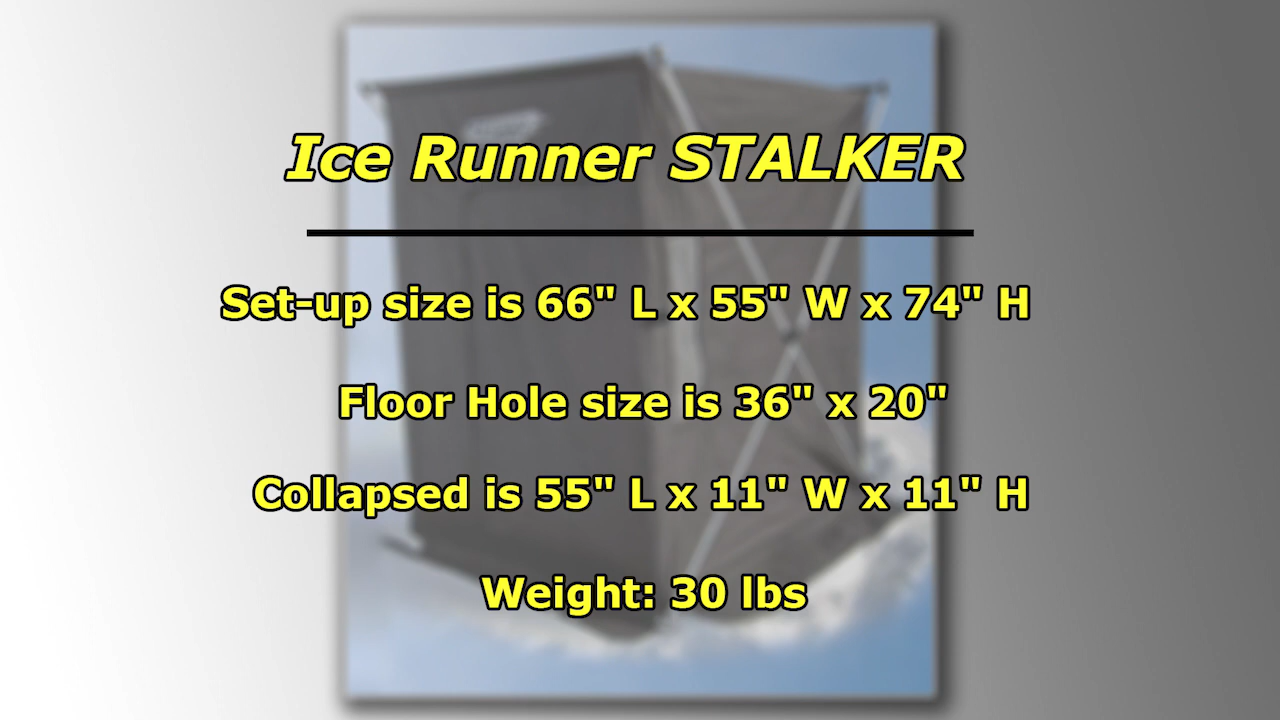 Ice Runner STALKER
Set-up size is 66" L x 55" W x 74" H
Floor Hole size is 36" x 20"
Collapsed is 55" L x 11" W x 11" H
Weight: 30 lbs